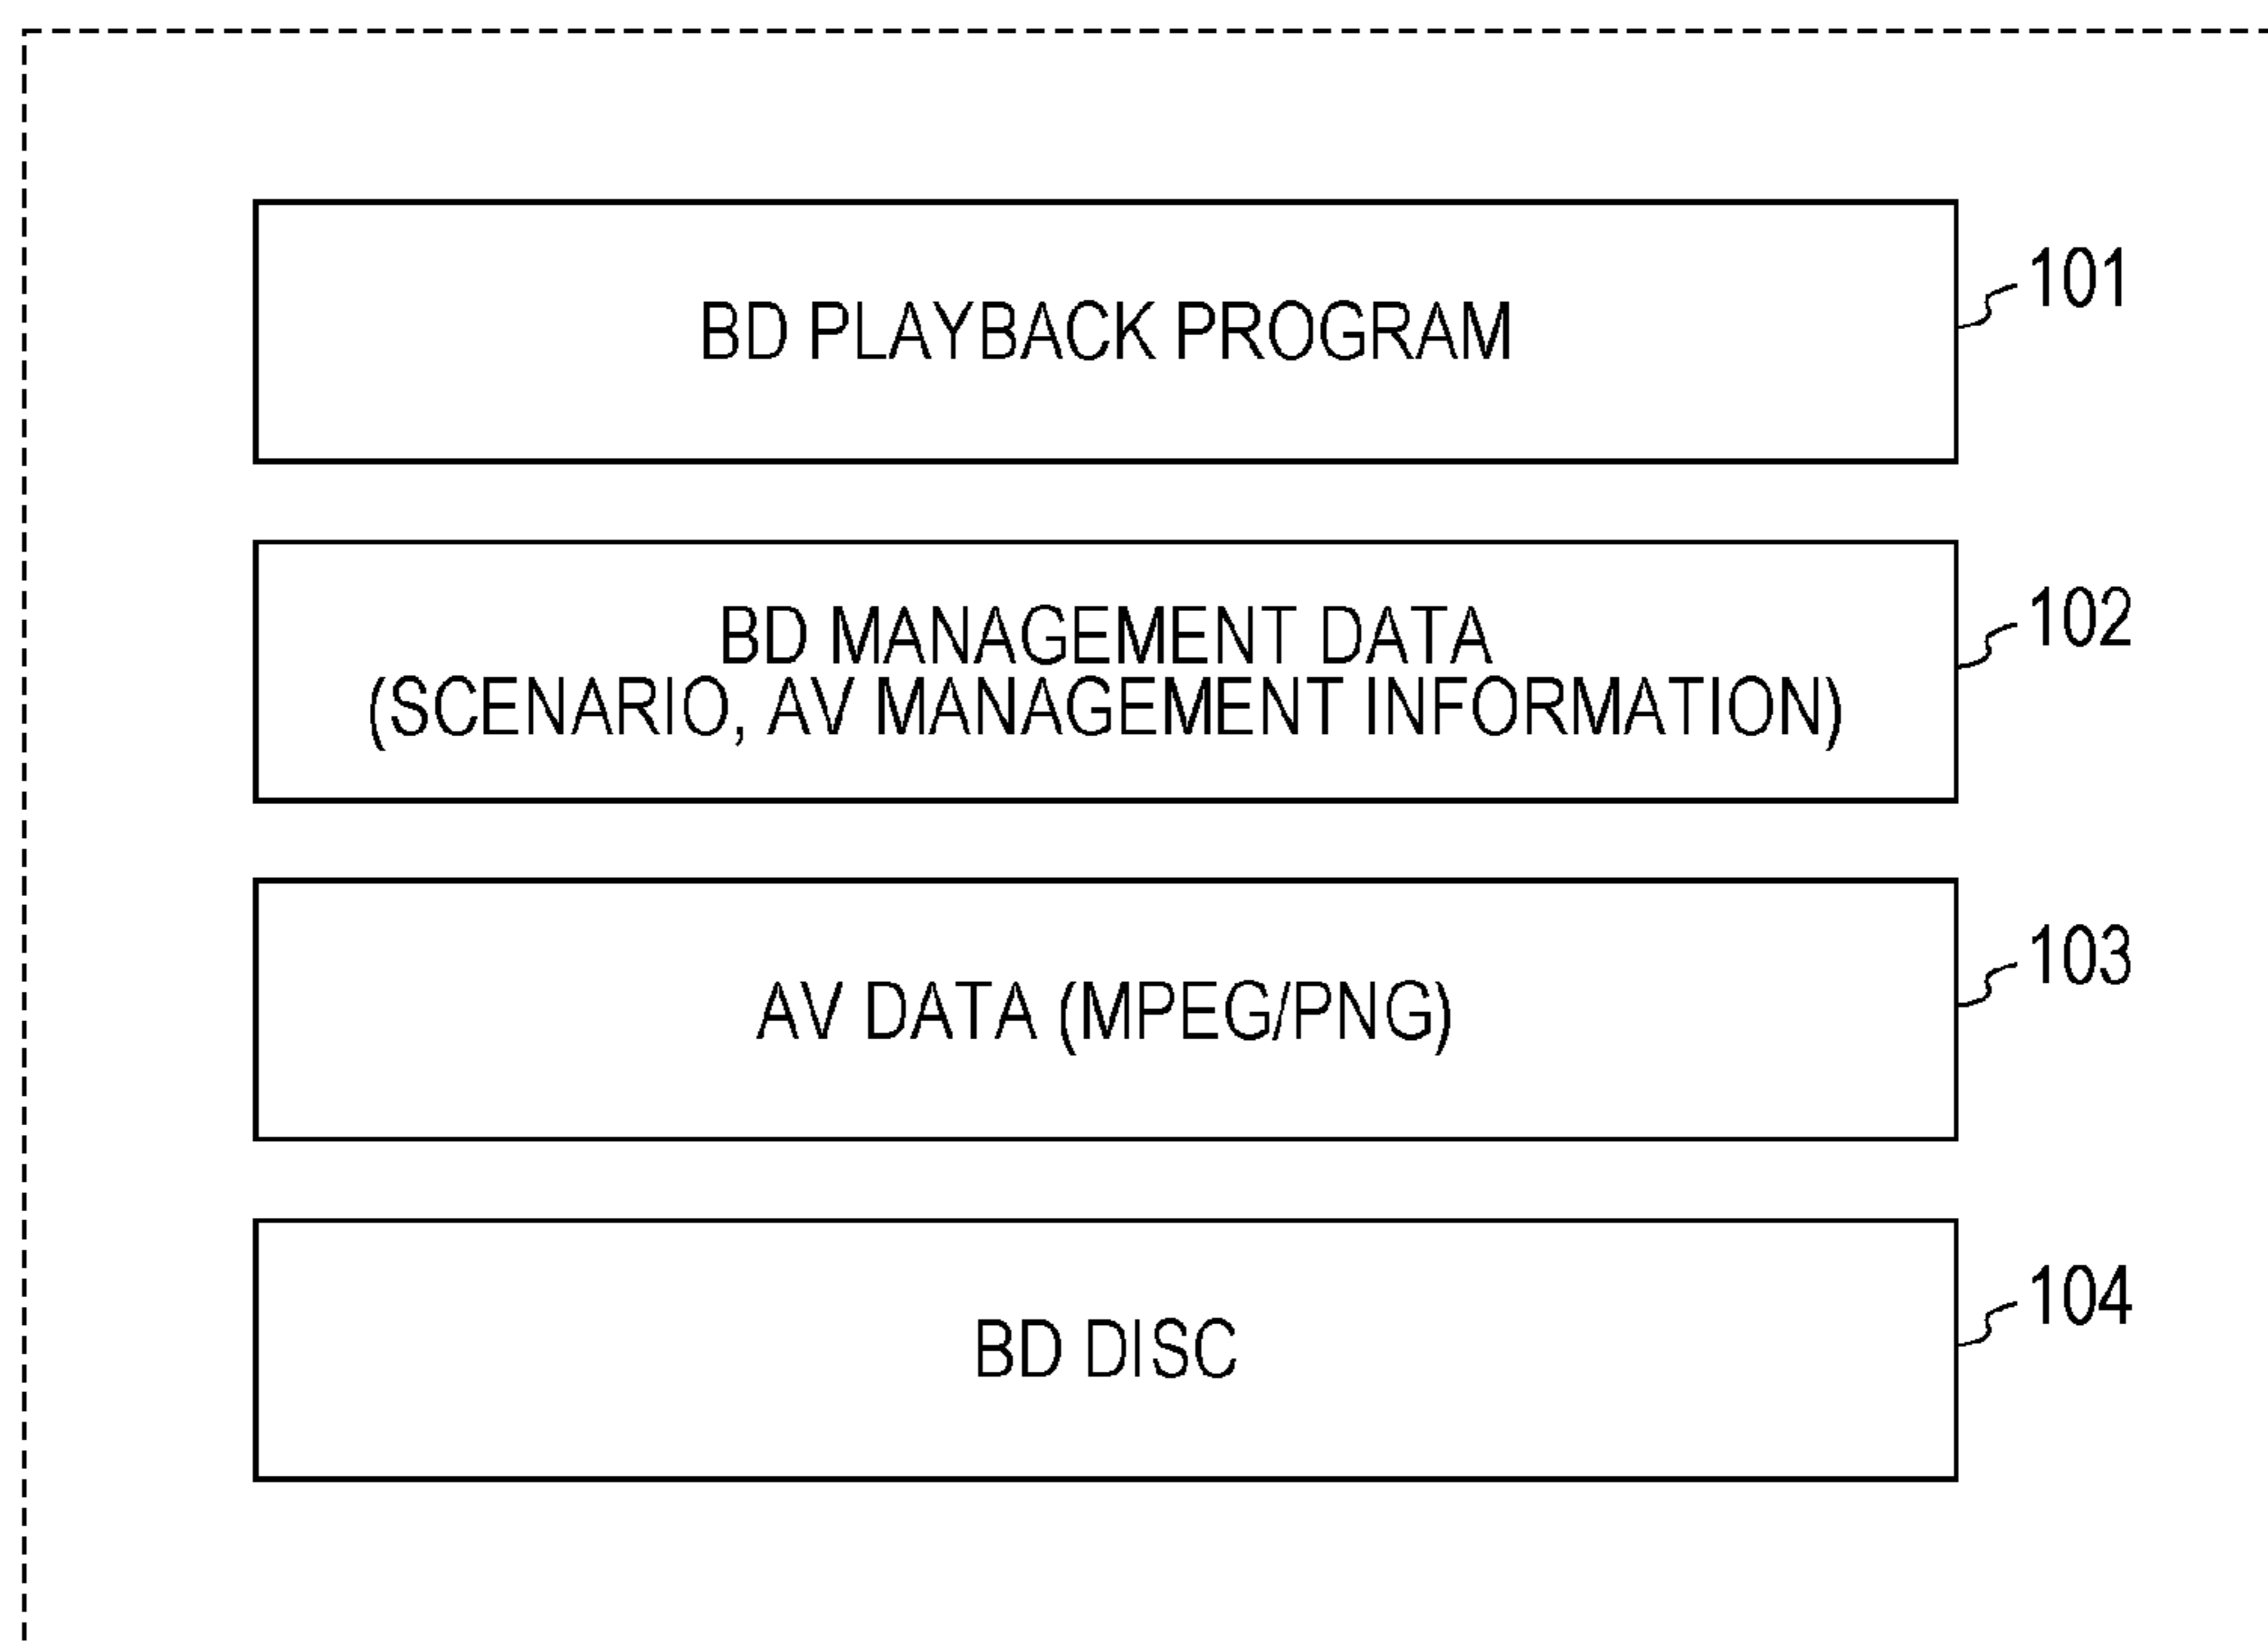 BD PLAYBACK PROGRAM
101
BD MANAGEMENT DATA
(SCENARIO, AV MANAGEMENT INFORMATION)
102
AV DATA (MPEG/PNG)
103
BD DISC
104